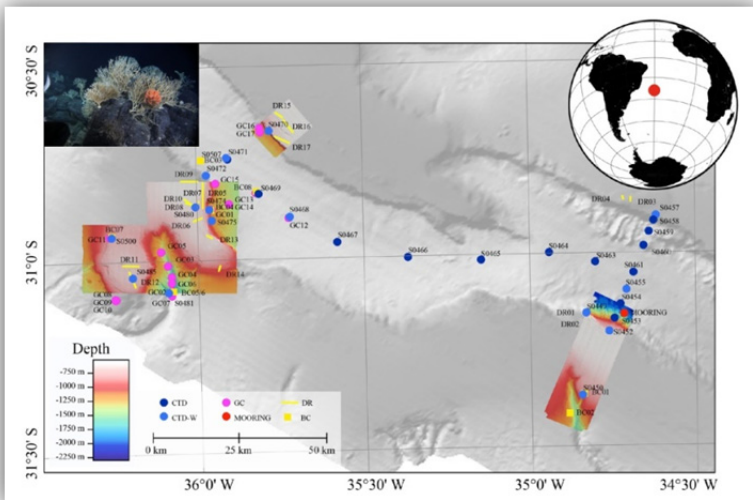 30°30' S
31°0' S
31°30' S
36°0' W
35°30' W
35°0' W
34°30' W
DR15
GC16
S0470
DR16
GC17
DR17
S0507
S0471
S0472
DR09
GC15
BC08
S0469
DR07
DR05
DR10
GC13
DR08
S0474
BC04
GC14
S0480
GC01
S0468
DR06
S0475
GC12
BC07
GC11
S0500
DR13
S0467
GC05
GC03
DR11
DR14
S0485
GC04
DR12
GC06
GC02
BC05/6
GC07
S0481
GC09
GC10
S0466
S0465
S0464
S0463
DR04
DR03
S0457
S0458
S0459
S0460
S0461
S0455
S0454
DR01
MOORING
S0453
DR02
S0452
S0450
BC01
BC02
Depth
-750 m
-1000 m
-1250 m
-1500 m
-1750 m
-2000 m
-2250 m
CTD
GC
DR
CTD-W
MOORING
BC
0 km
25 km
50 km